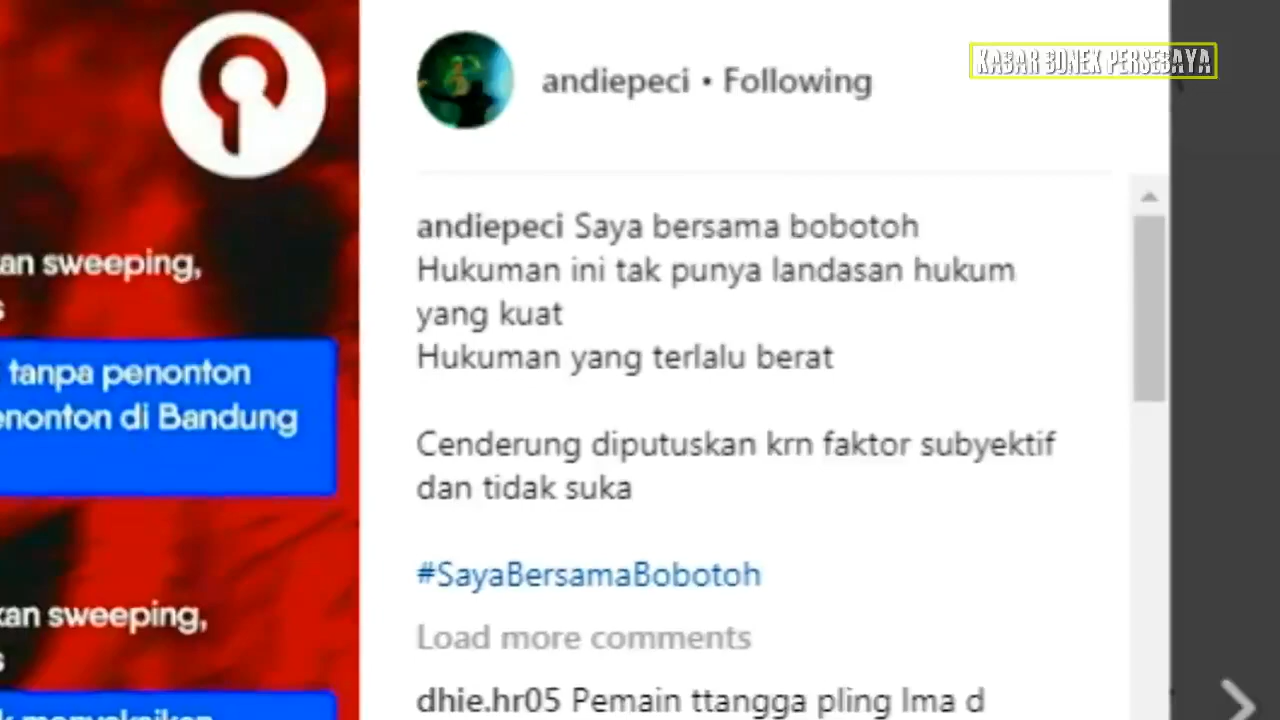 KABAR BONEK PERSEBAYA
andiepeci • Following
andiepeci Saya bersama bobotoh
Hukuman ini tak punya landasan hukum
yang kuat
Hukuman yang terlalu berat
Cenderung diputuskan krn faktor subyektif
dan tidak suka
#SayaBersamaBobotoh
Load more comments
dhie.hr05 Pemain ttangga pling lma d
an sweeping,
s
tanpa penonton
enonton di Bandung
kan sweeping,
s